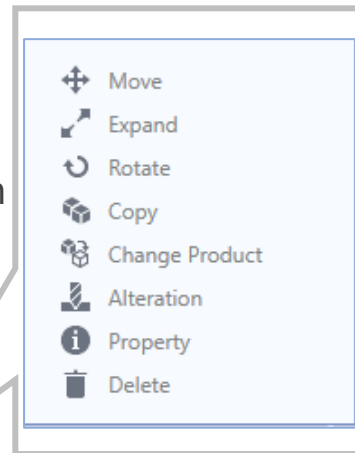 Move
Expand
Rotate
Copy
Change Product
Alteration
Property
Delete